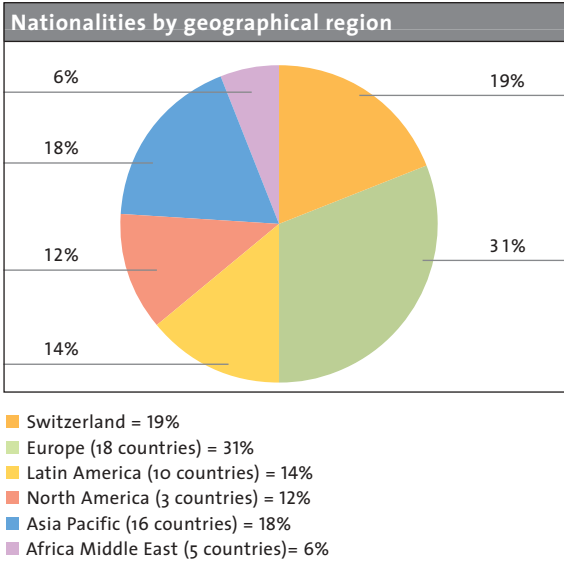 Nationalities by geographical region
6%
19%
18%
31%
12%
14%
Switzerland = 19%
Europe (18 countries) = 31%
Latin America (10 countries) = 14%
North America (3 countries) = 12%
Asia Pacific (16 countries) = 18%
Africa Middle East (5 countries)= 6%